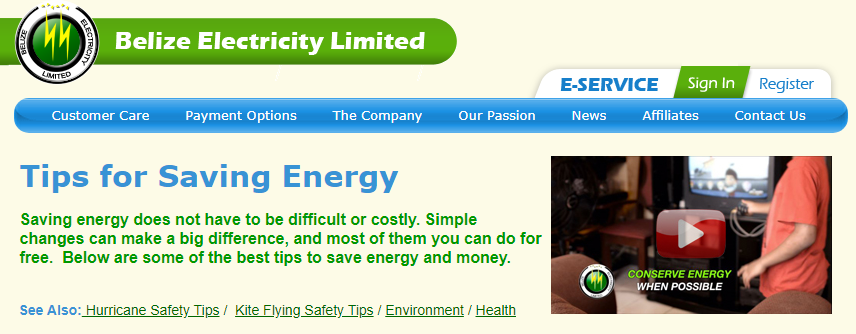 BELIZE ELECTRICITY LIMITED
Belize Electricity Limited
E-SERVICE Sign In Register
Customer Care Payment Options The Company Our Passion News Affiliates Contact Us
Tips for Saving Energy
Saving energy does not have to be difficult or costly. Simple
changes can make a big difference, and most of them you can do for
free. Below are some of the best tips to save energy and money.
CONSERVE ENERGY
WHEN POSSIBLE
See Also: Hurricane Safety Tips / Kite Flying Safety Tips / Environment / Health